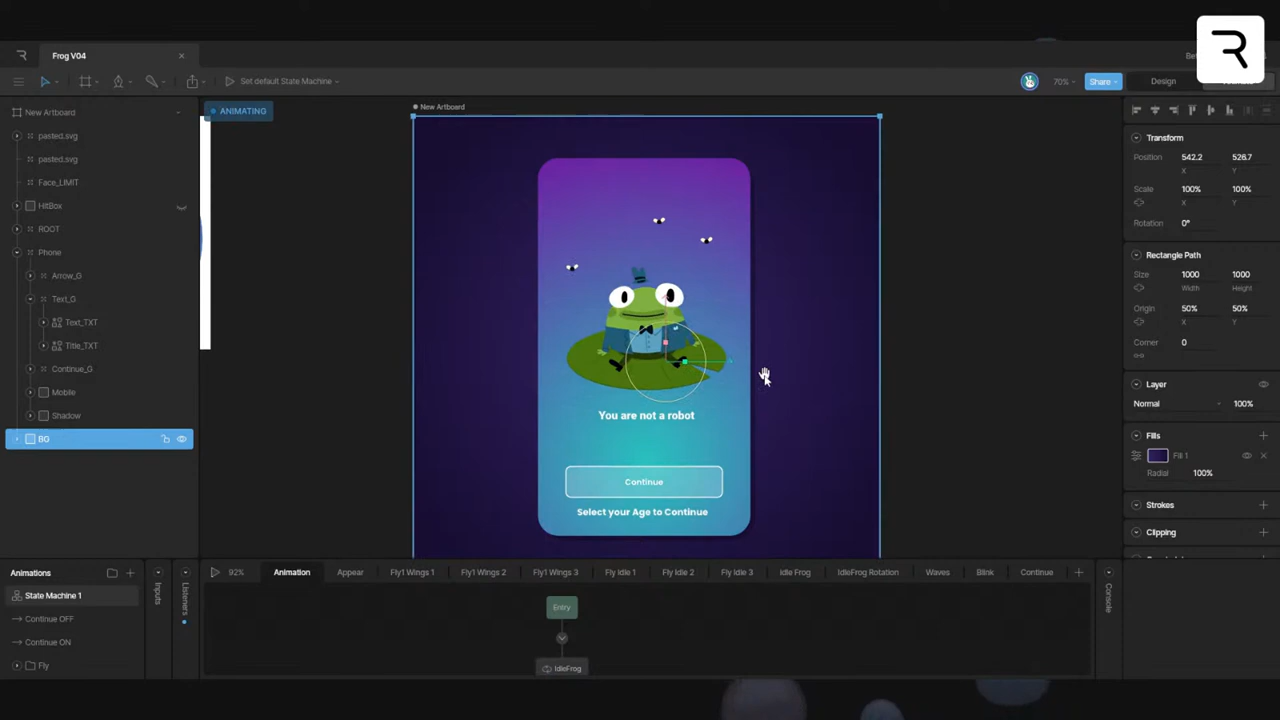 Frog V04
Be
Set default State Machine
70%
Share
Design
New Artboard
ANIMATING
New Artboard
pasted.svg
pasted.svg
Face_LIMIT
HitBox
ROOT
Phone
Arrow_G
Text_G
Text_TXT
Title_TXT
Continue_G
Mobile
Shadow
BG
You are not a robot
Continue
Select your Age to Continue
Transform
Position 542.2 526.7
X Y
Scale 100% 100%
X Y
Rotation 0°
Rectangle Path
Size 1000 1000
Width Height
Origin 50% 50%
X Y
Corner 0
Layer
Normal 100%
Fills
Fill 1
Radial 100%
Strokes
Clipping
Animations
State Machine 1
Continue OFF
Continue ON
Fly
Inputs
Listeners
92%
Animation Appear Fly1 Wings 1 Fly1 Wings 2 Fly1 Wings 3 Fly Idle 1 Fly Idle 2 Fly Idle 3 Idle Frog IdleFrog Rotation Waves Blink Continue
Entry
IdleFrog
Console